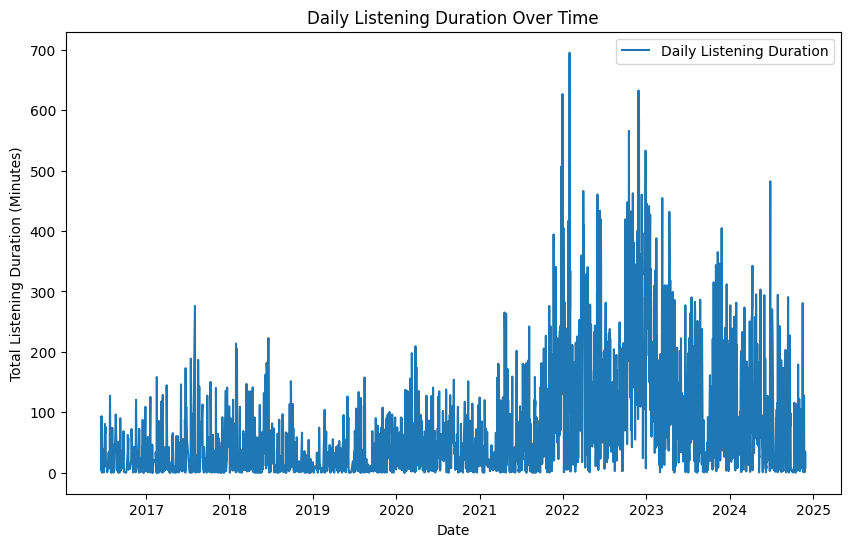 Daily Listening Duration Over Time
Daily Listening Duration
Total Listening Duration (Minutes)
700
600
500
400
300
200
100
0
2017 2018 2019 2020 2021 2022 2023 2024 2025
Date